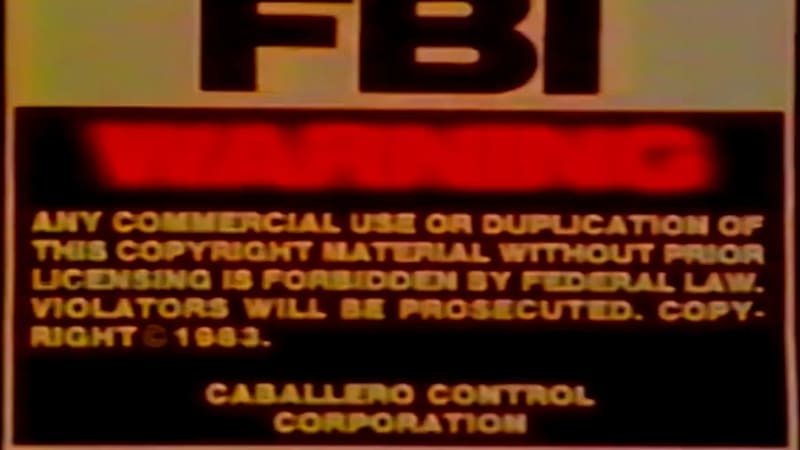 FBI
WARNING
ANY COMMERCIAL USE OR DUPLICATION OF
THIS COPYRIGHT MATERIAL WITHOUT PRIOR
LICENSING IS FORBIDDEN BY FEDERAL LAW.
VIOLATORS WILL BE PROSECUTED. COPY-
RIGHT © 1983.
CABALLERO CONTROL
CORPORATION